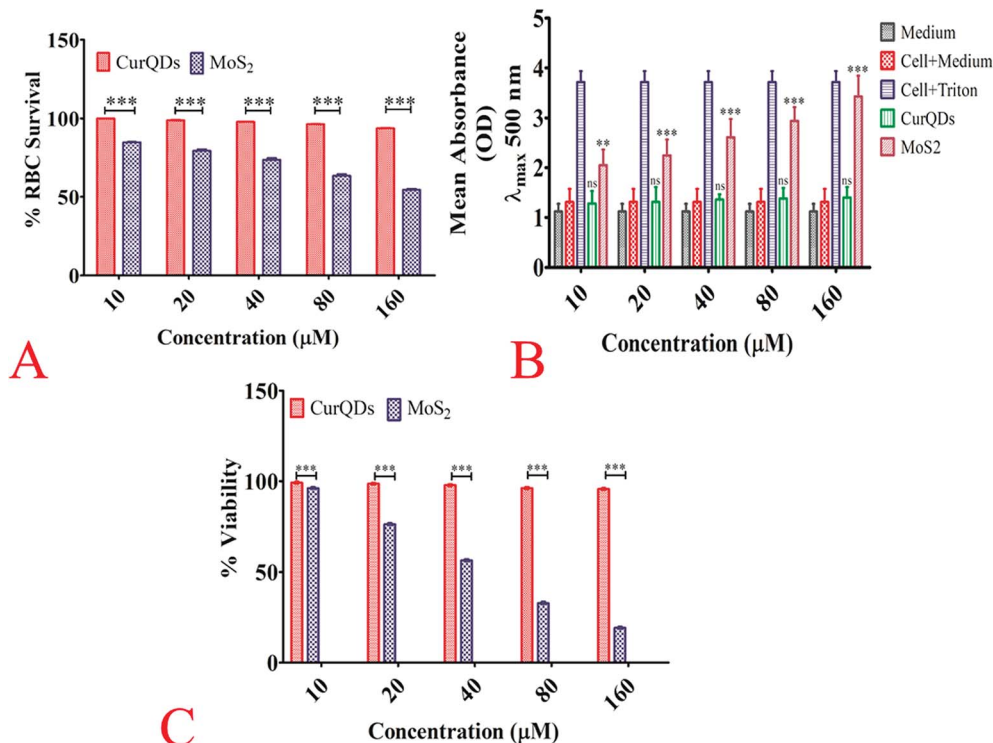 150
CurQDs MoS2
*** *** *** *** ***
100
% RBC Survival
50
0
10 20 40 80 160
Concentration (μM)
A
5
Medium
Cell+Medium
Cell+Triton
CurQDs
MoS2
4
3
2
1
0
Mean Absorbance
(OD)
λmax 500 nm
** *** *** *** ***
ns ns ns ns ns
10 20 40 80 160
Concentration (μM)
B
150
CurQDs MoS2
*** *** *** *** ***
100
% Viability
50
0
10 20 40 80 160
Concentration (μM)
C